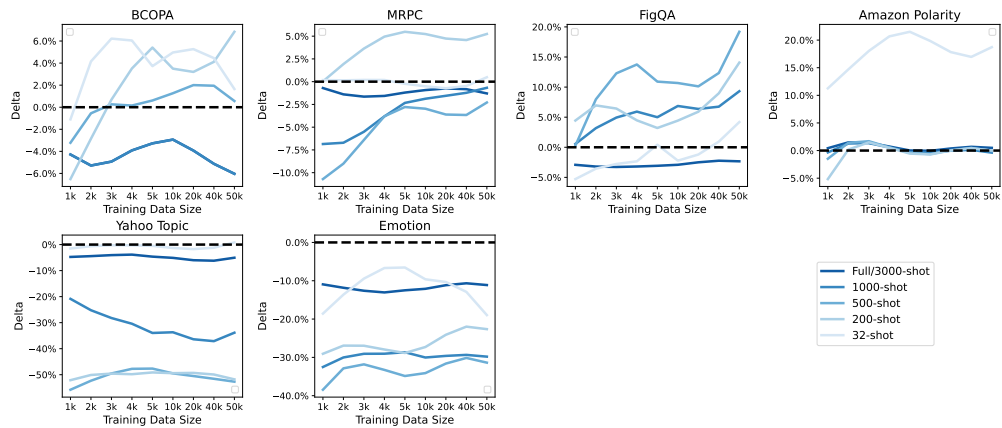 BCOPA
6.0%
4.0%
2.0%
0.0%
−2.0%
−4.0%
−6.0%
Delta
1k 2k 3k 4k 5k 10k 20k 40k 50k
Training Data Size
MRPC
5.0%
2.5%
0.0%
−2.5%
−5.0%
−7.5%
−10.0%
Delta
1k 2k 3k 4k 5k 10k 20k 40k 50k
Training Data Size
FigQA
20.0%
15.0%
10.0%
5.0%
0.0%
−5.0%
Delta
1k 2k 3k 4k 5k 10k 20k 40k 50k
Training Data Size
Amazon Polarity
20.0%
15.0%
10.0%
5.0%
0.0%
−5.0%
Delta
1k 2k 3k 4k 5k 10k 20k 40k 50k
Training Data Size
Yahoo Topic
0%
−10%
−20%
−30%
−40%
−50%
Delta
1k 2k 3k 4k 5k 10k 20k 40k 50k
Training Data Size
Emotion
0.0%
−10.0%
−20.0%
−30.0%
−40.0%
Delta
1k 2k 3k 4k 5k 10k 20k 40k 50k
Training Data Size
Full/3000-shot
1000-shot
500-shot
200-shot
32-shot